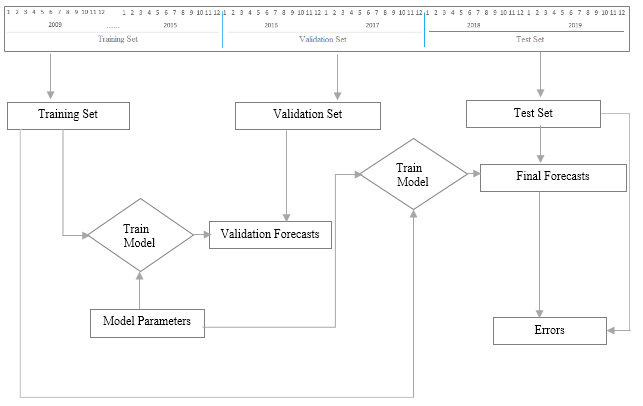 1 2 3 4 5 6 7 8 9 10 11 12 1 2 3 4 5 6 7 8 9 10 11 12 1 2 3 4 5 6 7 8 9 10 11 12 1 2 3 4 5 6 7 8 9 10 11 12 1 2 3 4 5 6 7 8 9 10 11 12 1 2 3 4 5 6 7 8 9 10 11 12
2009 ...... 2015 2016 2017 2018 2019
Training Set Validation Set Test Set
Training Set
Validation Set
Test Set
Train
Model
Final Forecasts
Train
Model
Validation Forecasts
Model Parameters
Errors